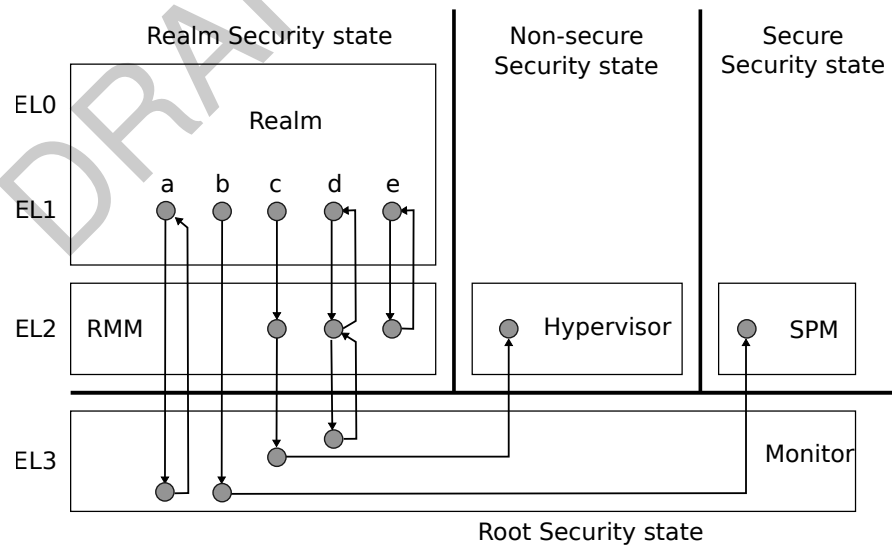 Realm Security state
Non-secure
Security state
Secure
Security state
EL0
Realm
a b c d e
EL1
EL2
RMM
Hypervisor
SPM
EL3
Monitor
Root Security state
DRA